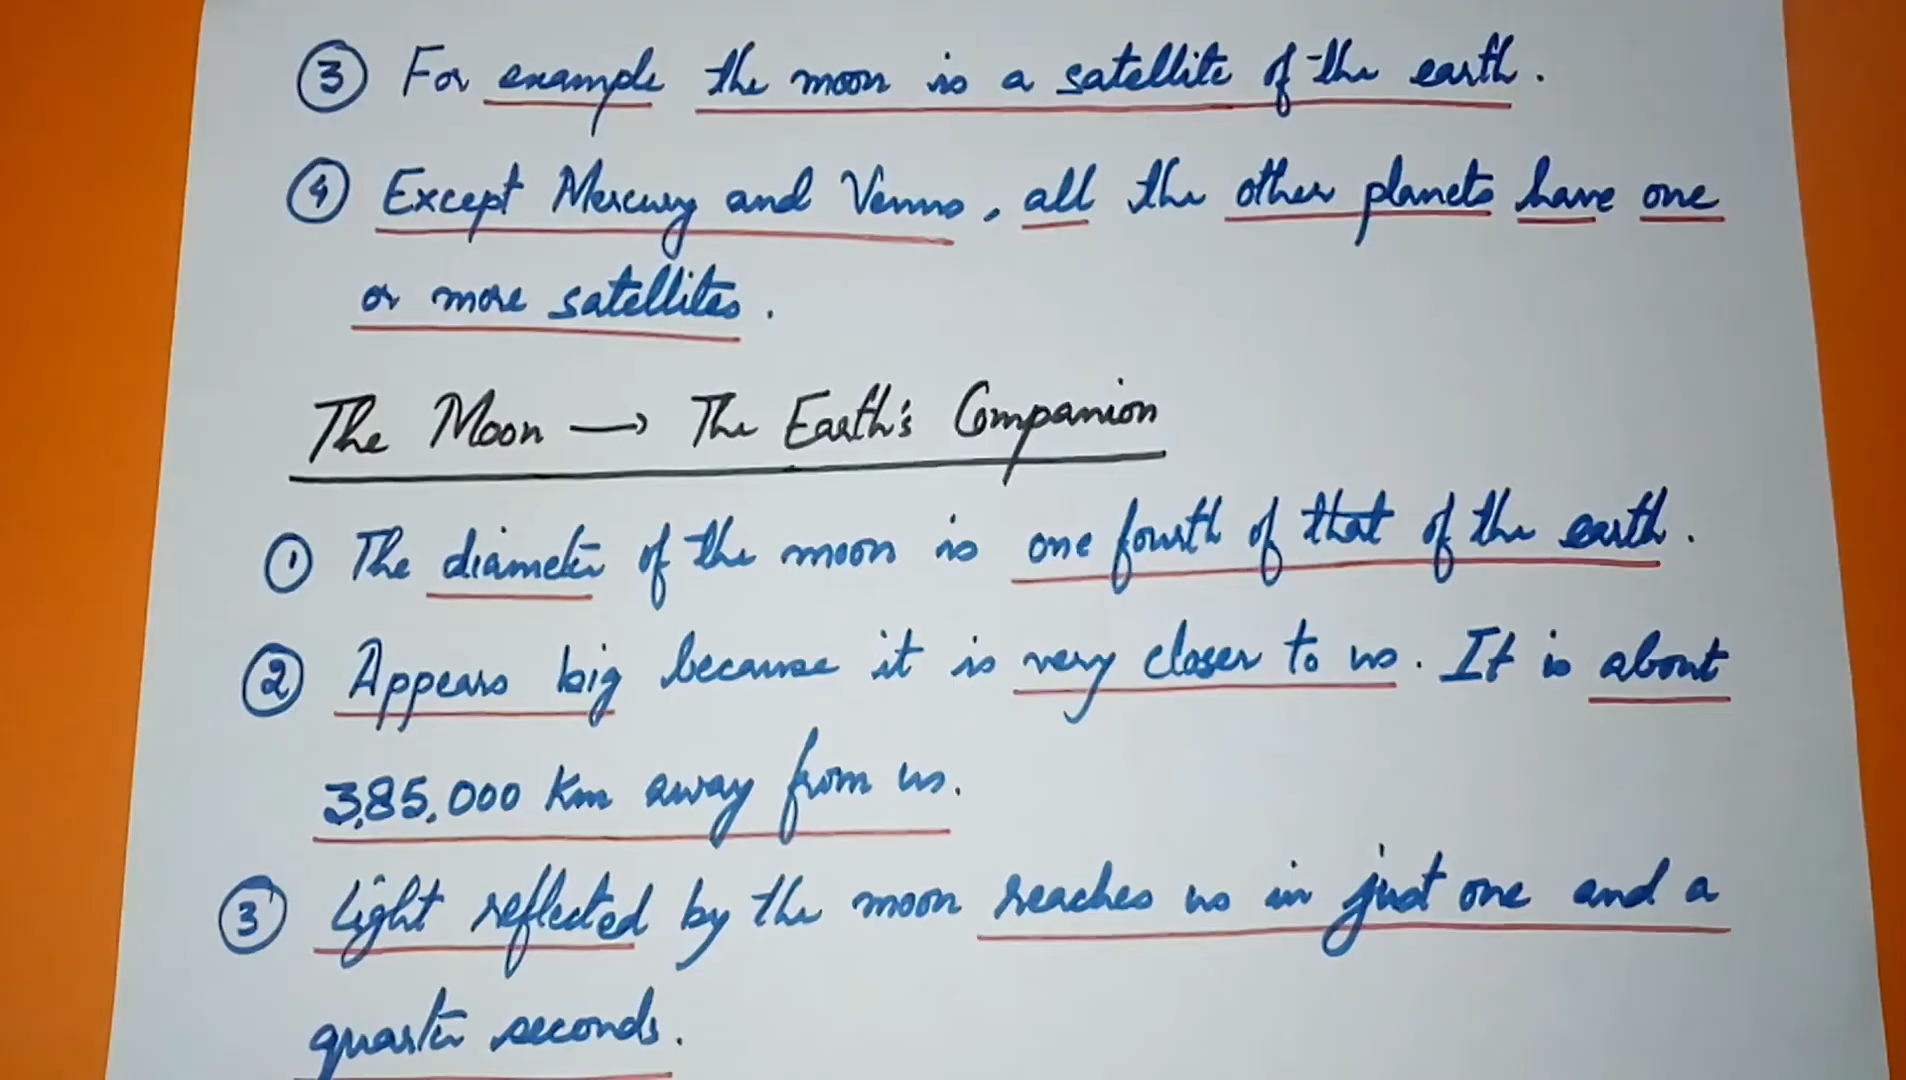 ③ For example the moon is a satellite of the earth.
④ Except Mercury and Venus, all the other planets have one
or more satellites.
The Moon → The Earth's Companion
① The diameter of the moon is one fourth of that of the earth.
② Appears big because it is very closer to us. It is about
3,85,000 Km away from us.
③ Light reflected by the moon reaches us in just one and a
quarter seconds.